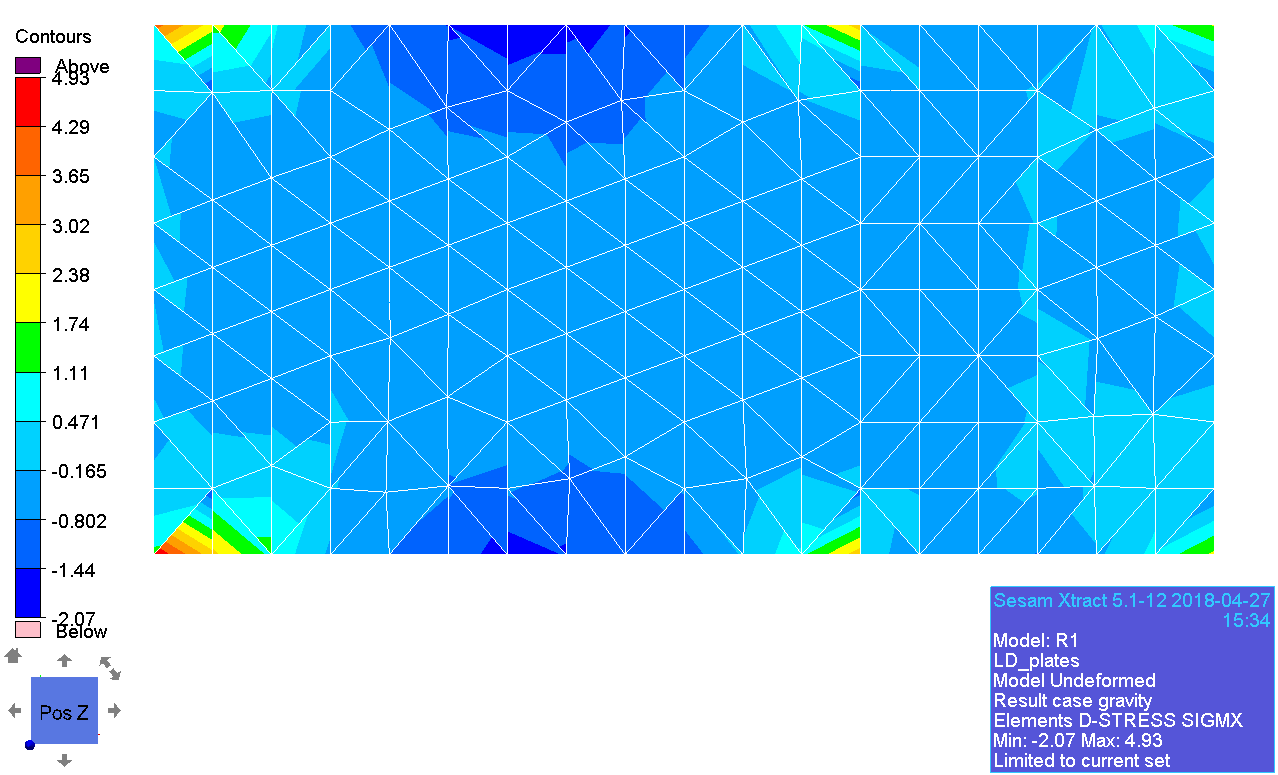 Contours
Above
4.93
4.29
3.65
3.02
2.38
1.74
1.11
0.471
-0.165
-0.802
-1.44
-2.07
Below
Pos Z
Sesam Xtract 5.1-12 2018-04-27
15:34
Model: R1
LD_plates
Model Undeformed
Result case gravity
Elements D-STRESS SIGMX
Min: -2.07 Max: 4.93
Limited to current set